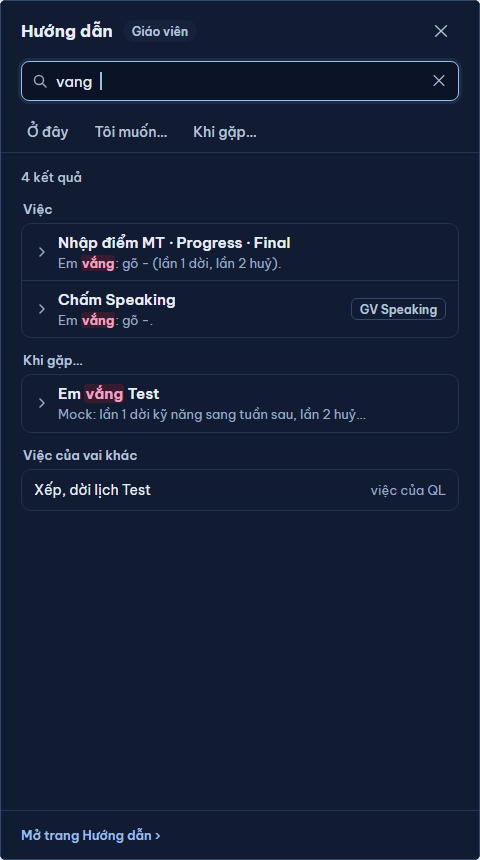 Hướng dẫn Giáo viên
vang
Ở đây Tôi muốn... Khi gặp...
4 kết quả
Việc
Nhập điểm MT · Progress · Final
Em vắng: gõ - (lần 1 dời, lần 2 huỷ).
Chấm Speaking
Em vắng: gõ -.
GV Speaking
Khi gặp...
Em vắng Test
Mock: lần 1 dời kỹ năng sang tuần sau, lần 2 huỷ...
Việc của vai khác
Xếp, dời lịch Test việc của QL
Mở trang Hướng dẫn ›